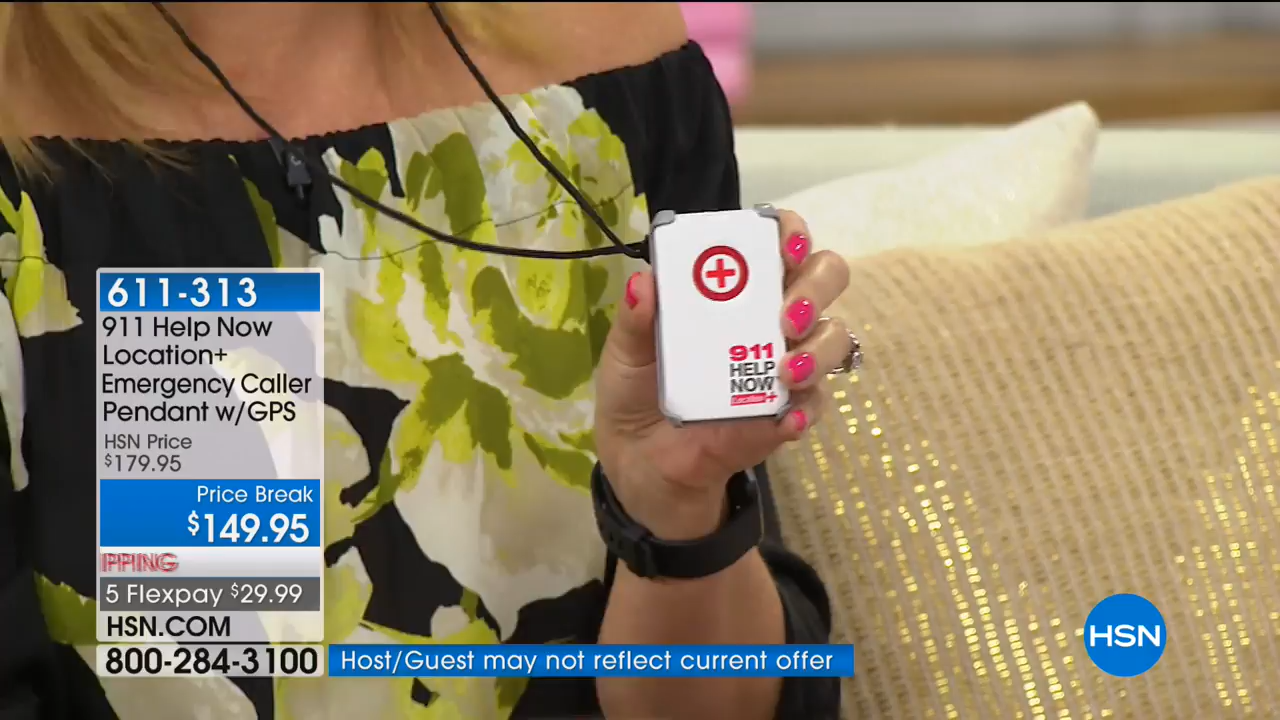 611-313
911 Help Now
Location+
Emergency Caller
Pendant w/GPS
HSN Price
$179.95
Price Break
$149.95
PPING
5 Flexpay $29.99
HSN.COM
800-284-3100
Host/Guest may not reflect current offer
911
HELP
NOW
Location+
HSN